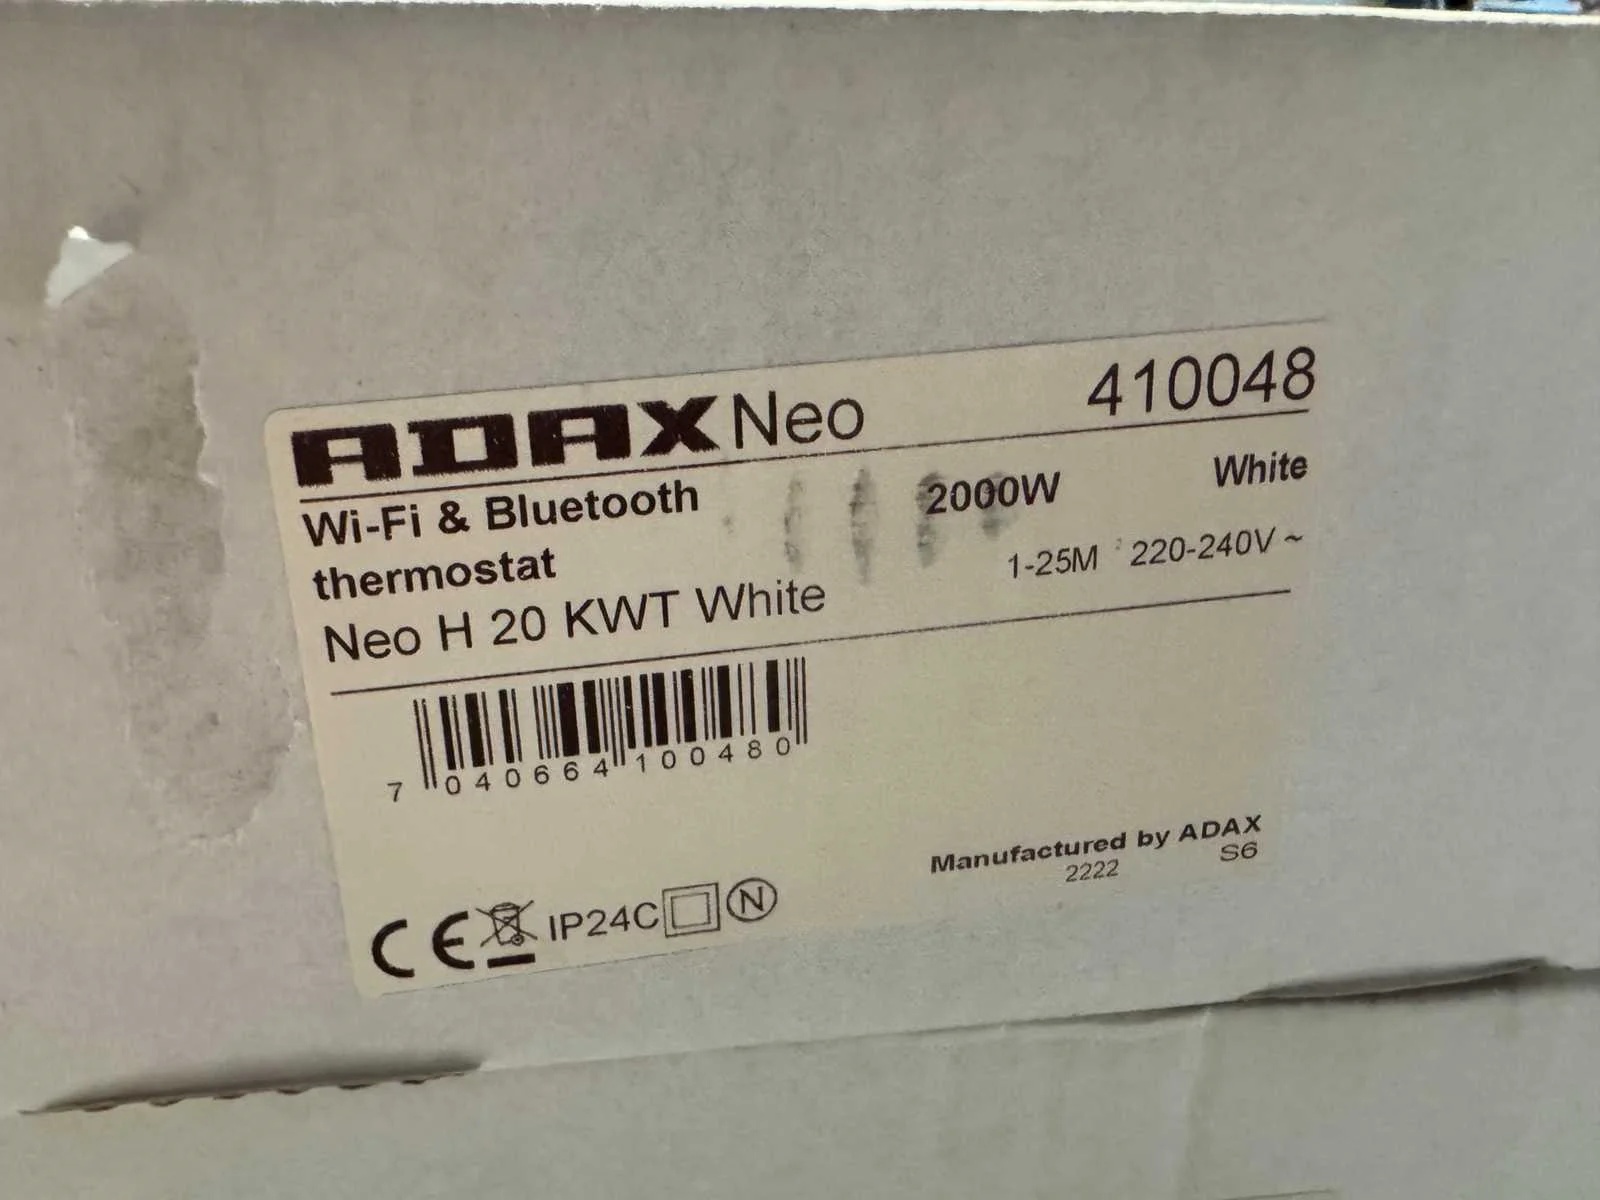 ADAX Neo 410048
Wi-Fi & Bluetooth 2000W White
thermostat 1-25M 220-240V ~
Neo H 20 KWT White
7 040664 100480
Manufactured by ADAX
2222 S6
CE IP24C N